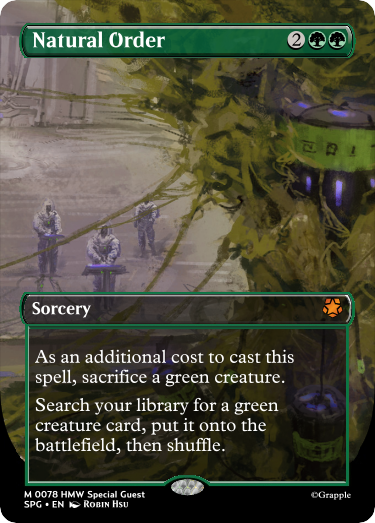 Natural Order 2
Sorcery
As an additional cost to cast this
spell, sacrifice a green creature.
Search your library for a green
creature card, put it onto the
battlefield, then shuffle.
M 0078 HMW Special Guest
SPG • EN Robin Hsu
©Grapple